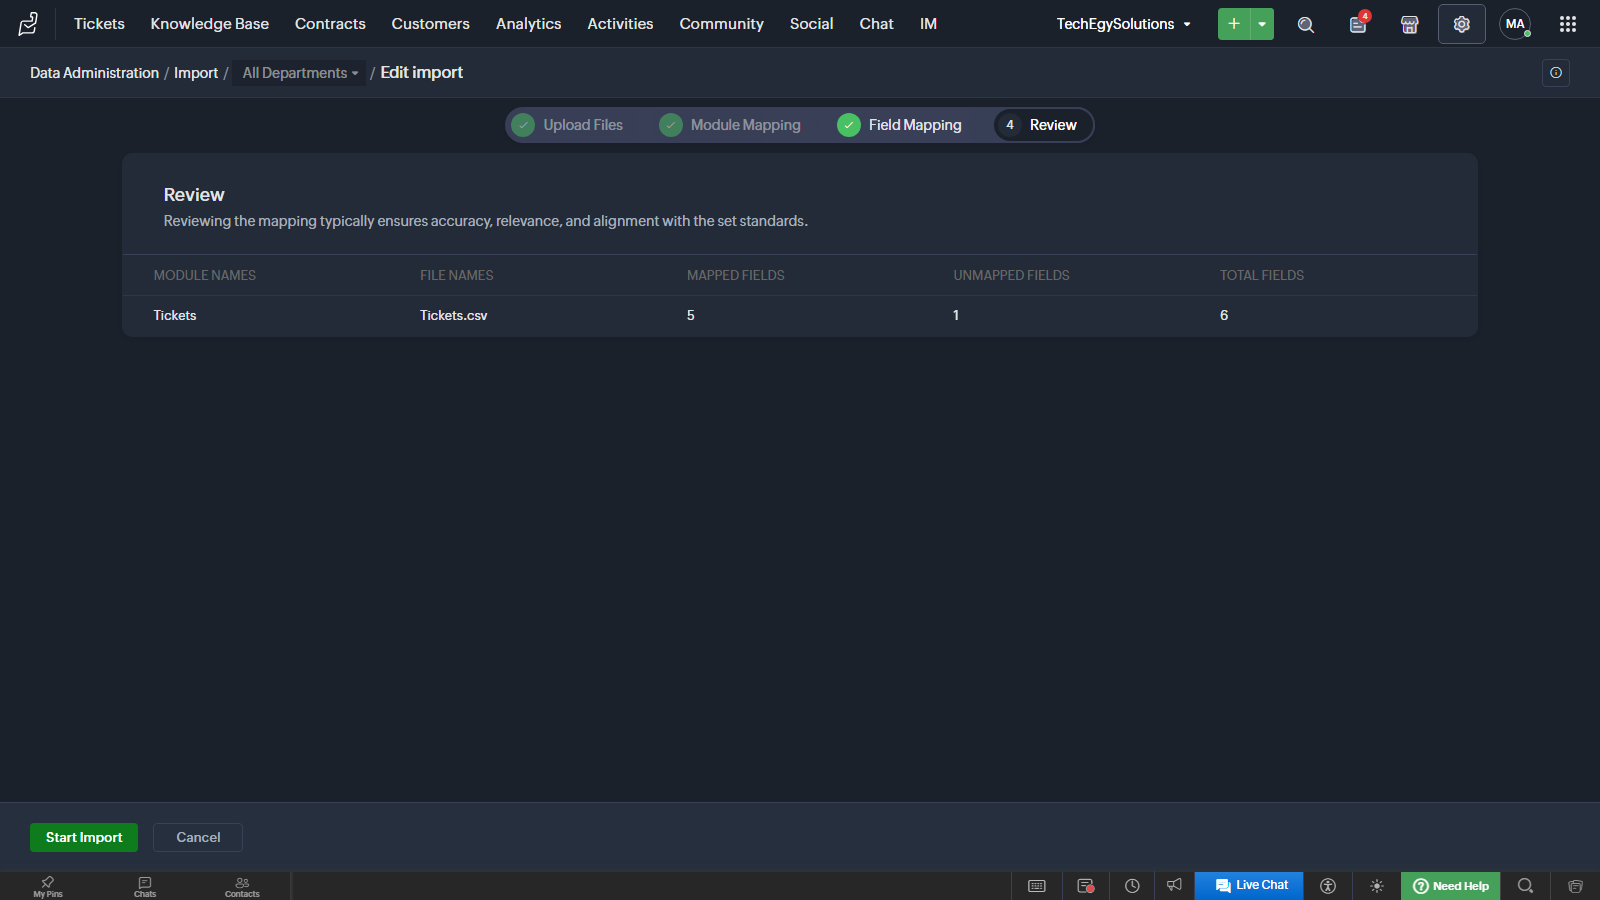 Tickets Knowledge Base Contracts Customers Analytics Activities Community Social Chat IM TechEgySolutions 4 MA
Data Administration / Import / All Departments / Edit import
Upload Files Module Mapping Field Mapping 4 Review
Review
Reviewing the mapping typically ensures accuracy, relevance, and alignment with the set standards.
MODULE NAMES FILE NAMES MAPPED FIELDS UNMAPPED FIELDS TOTAL FIELDS
Tickets Tickets.csv 5 1 6
Start Import Cancel
My Pins Chats Contacts Live Chat Need Help